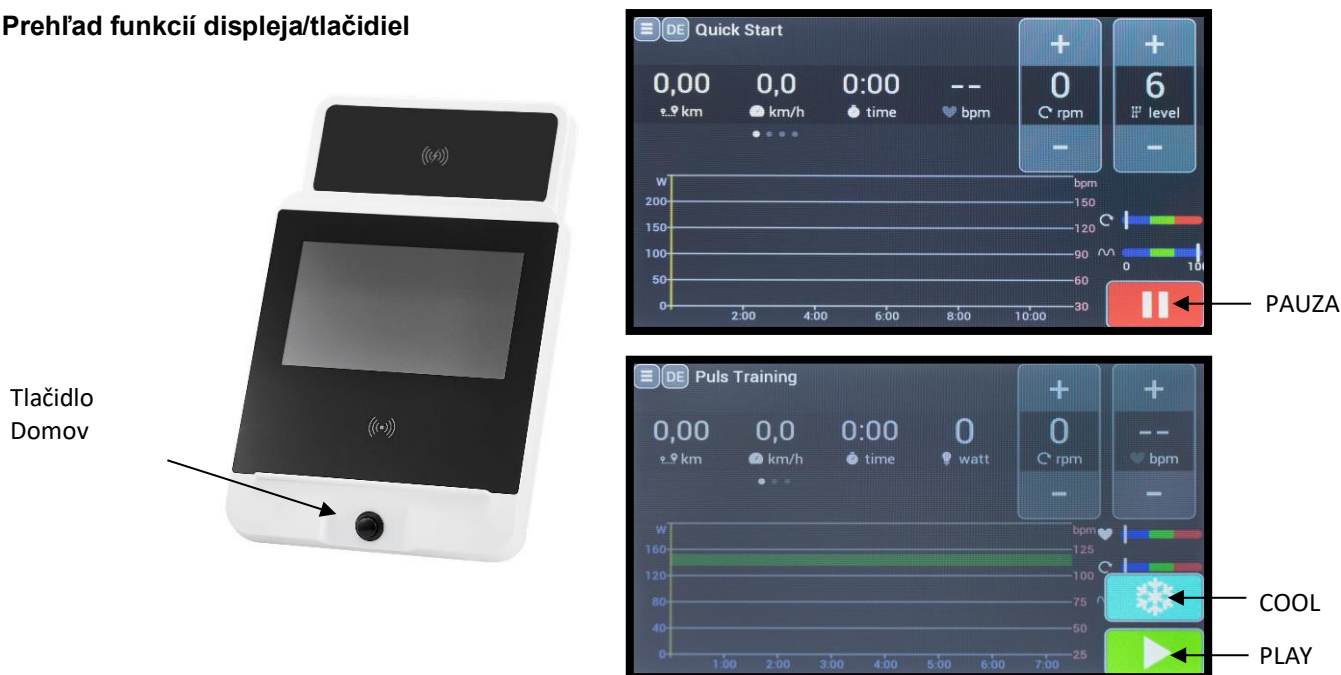 Prehľad funkcií displeja/tlačidiel
Tlačidlo
Domov
DE Quick Start
0,00 0,0 0:00 -- 0 6
km km/h time bpm rpm level
+ +
- -
W bpm
200 150
150 120
100 90
50 60
0 30
2:00 4:00 6:00 8:00 10:00
0 10
PAUZA
DE Puls Training
+ +
0,00 0,0 0:00 0 0 --
km km/h time watt rpm bpm
- -
W bpm
160 125
120 100
80 75
40 50
0 25
1:00 2:00 3:00 4:00 5:00 6:00 7:00
COOL
PLAY